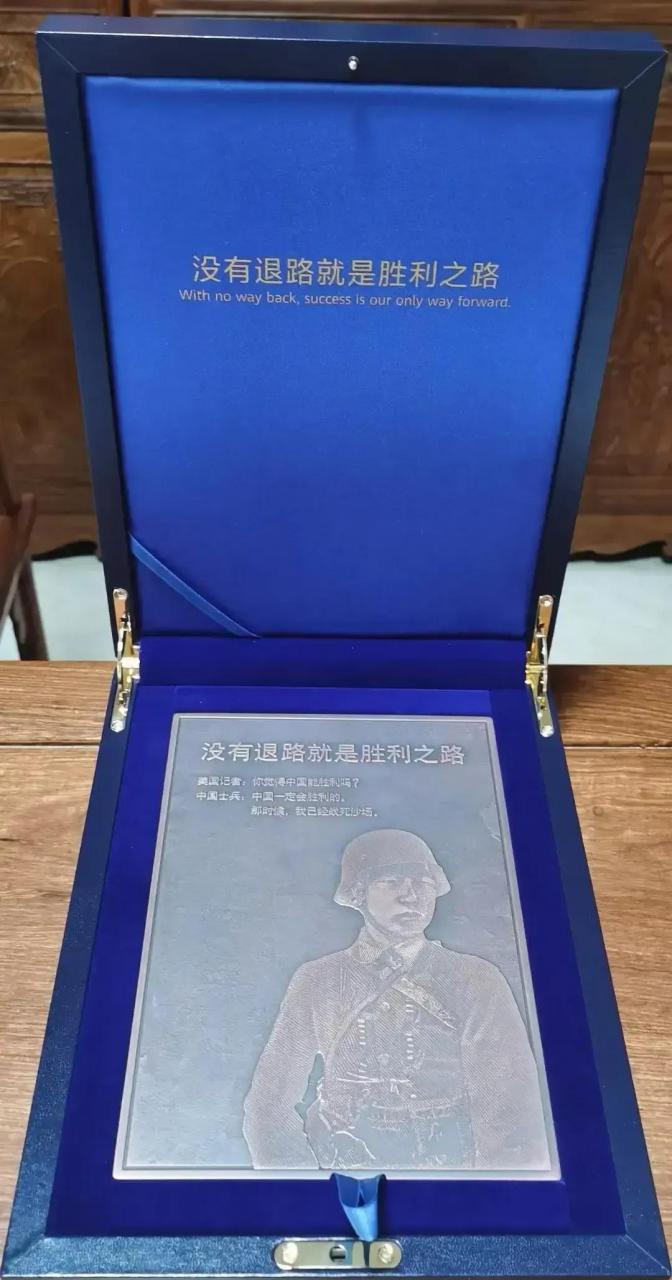 没有退路就是胜利之路
With no way back, success is our only way forward.
没有退路就是胜利之路
美国记者：你觉得中国能胜利吗？
中国士兵：中国一定会胜利的。
那时候，我已经战死沙场。